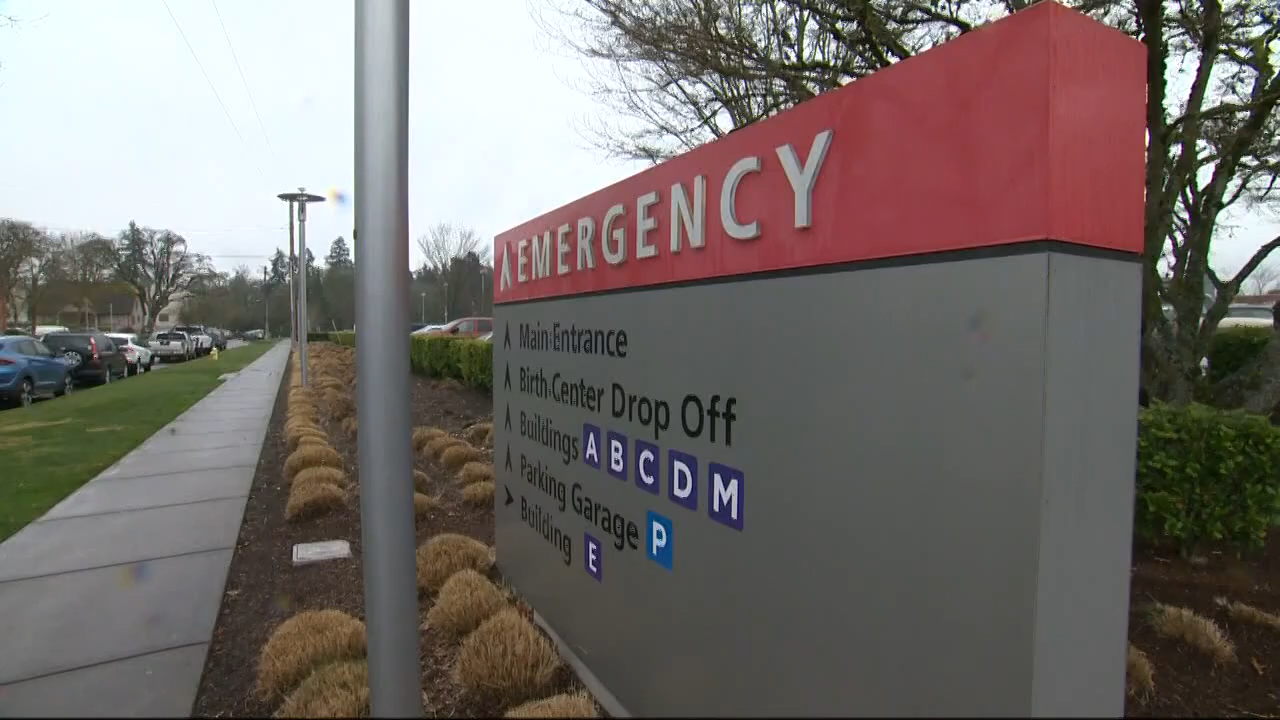 EMERGENCY
Main Entrance
Birth Center Drop Off
Buildings A B C D M
Parking Garage P
Building E